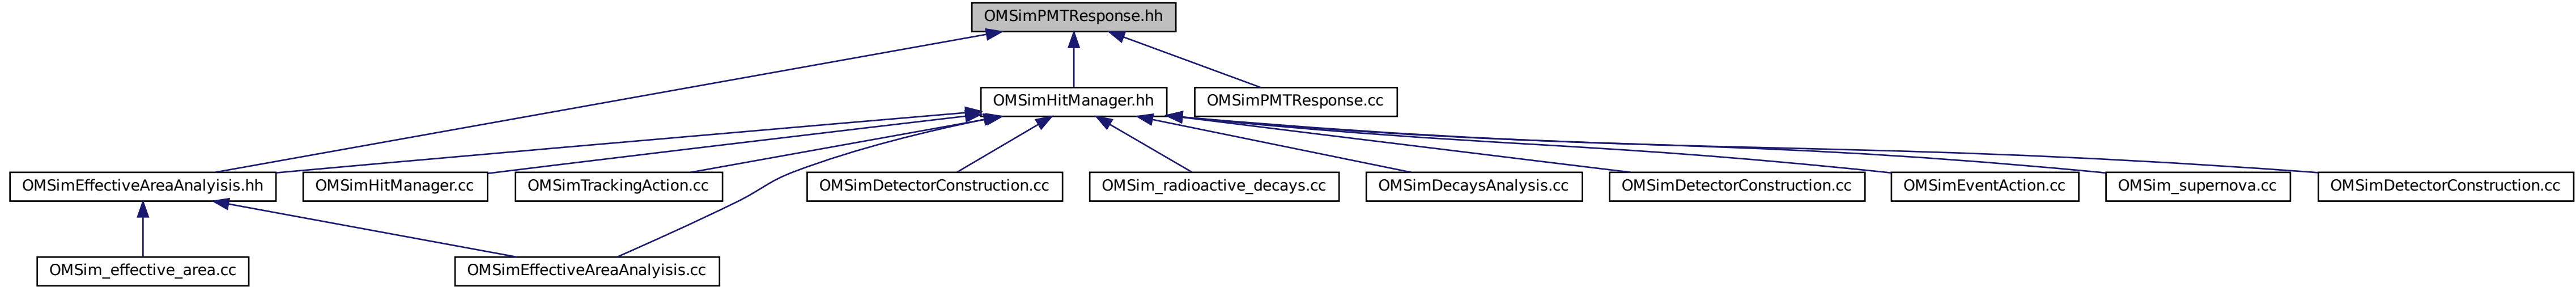 OMSimPMTResponse.hh
OMSimHitManager.hh
OMSimPMTResponse.cc
OMSimEffectiveAreaAnalyisis.hh
OMSimHitManager.cc
OMSimTrackingAction.cc
OMSimDetectorConstruction.cc
OMSim_radioactive_decays.cc
OMSimDecaysAnalysis.cc
OMSimDetectorConstruction.cc
OMSimEventAction.cc
OMSim_supernova.cc
OMSimDetectorConstruction.cc
OMSim_effective_area.cc
OMSimEffectiveAreaAnalyisis.cc